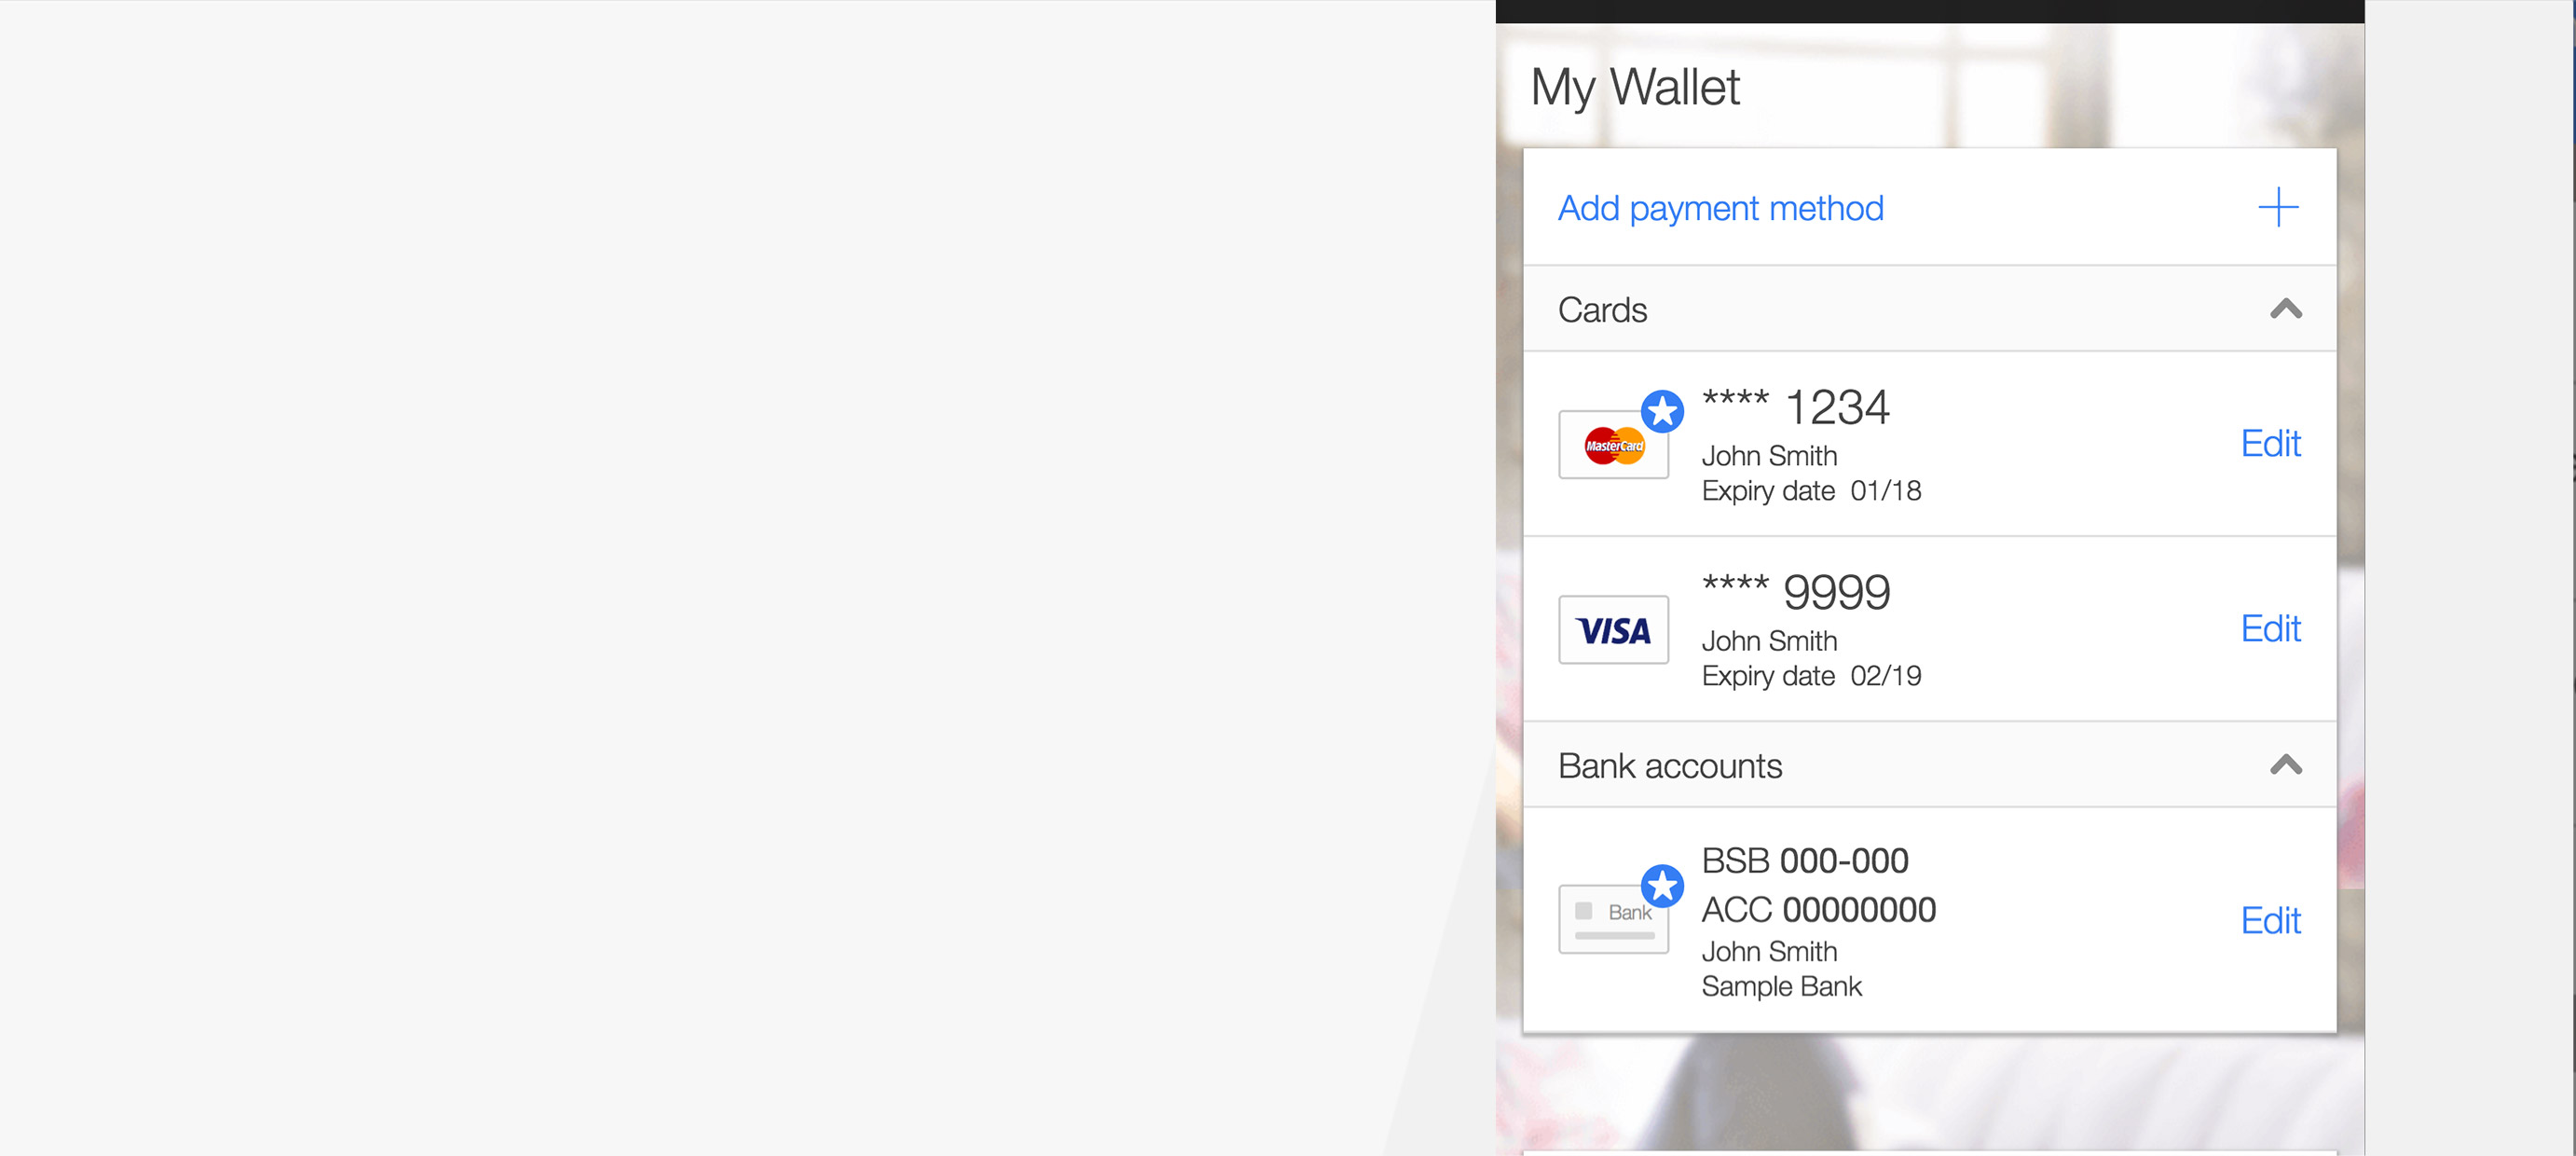 My Wallet
Add payment method
Cards
MasterCard
**** 1234
John Smith
Expiry date 01/18
Edit
VISA
**** 9999
John Smith
Expiry date 02/19
Edit
Bank accounts
Bank
BSB 000-000
ACC 00000000
John Smith
Sample Bank
Edit